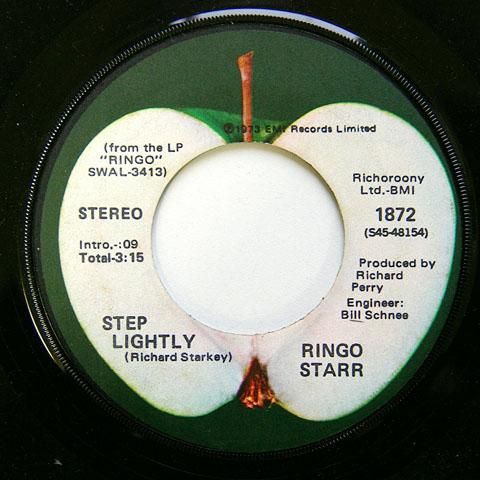 ℗1973 EMI Records Limited
(from the LP
"RINGO"
SWAL-3413)
STEREO
Intro.-:09
Total-3:15
STEP
LIGHTLY
(Richard Starkey)
Richoroony
Ltd.-BMI
1872
(S45-48154)
Produced by
Richard
Perry
Engineer:
Bill Schnee
RINGO
STARR